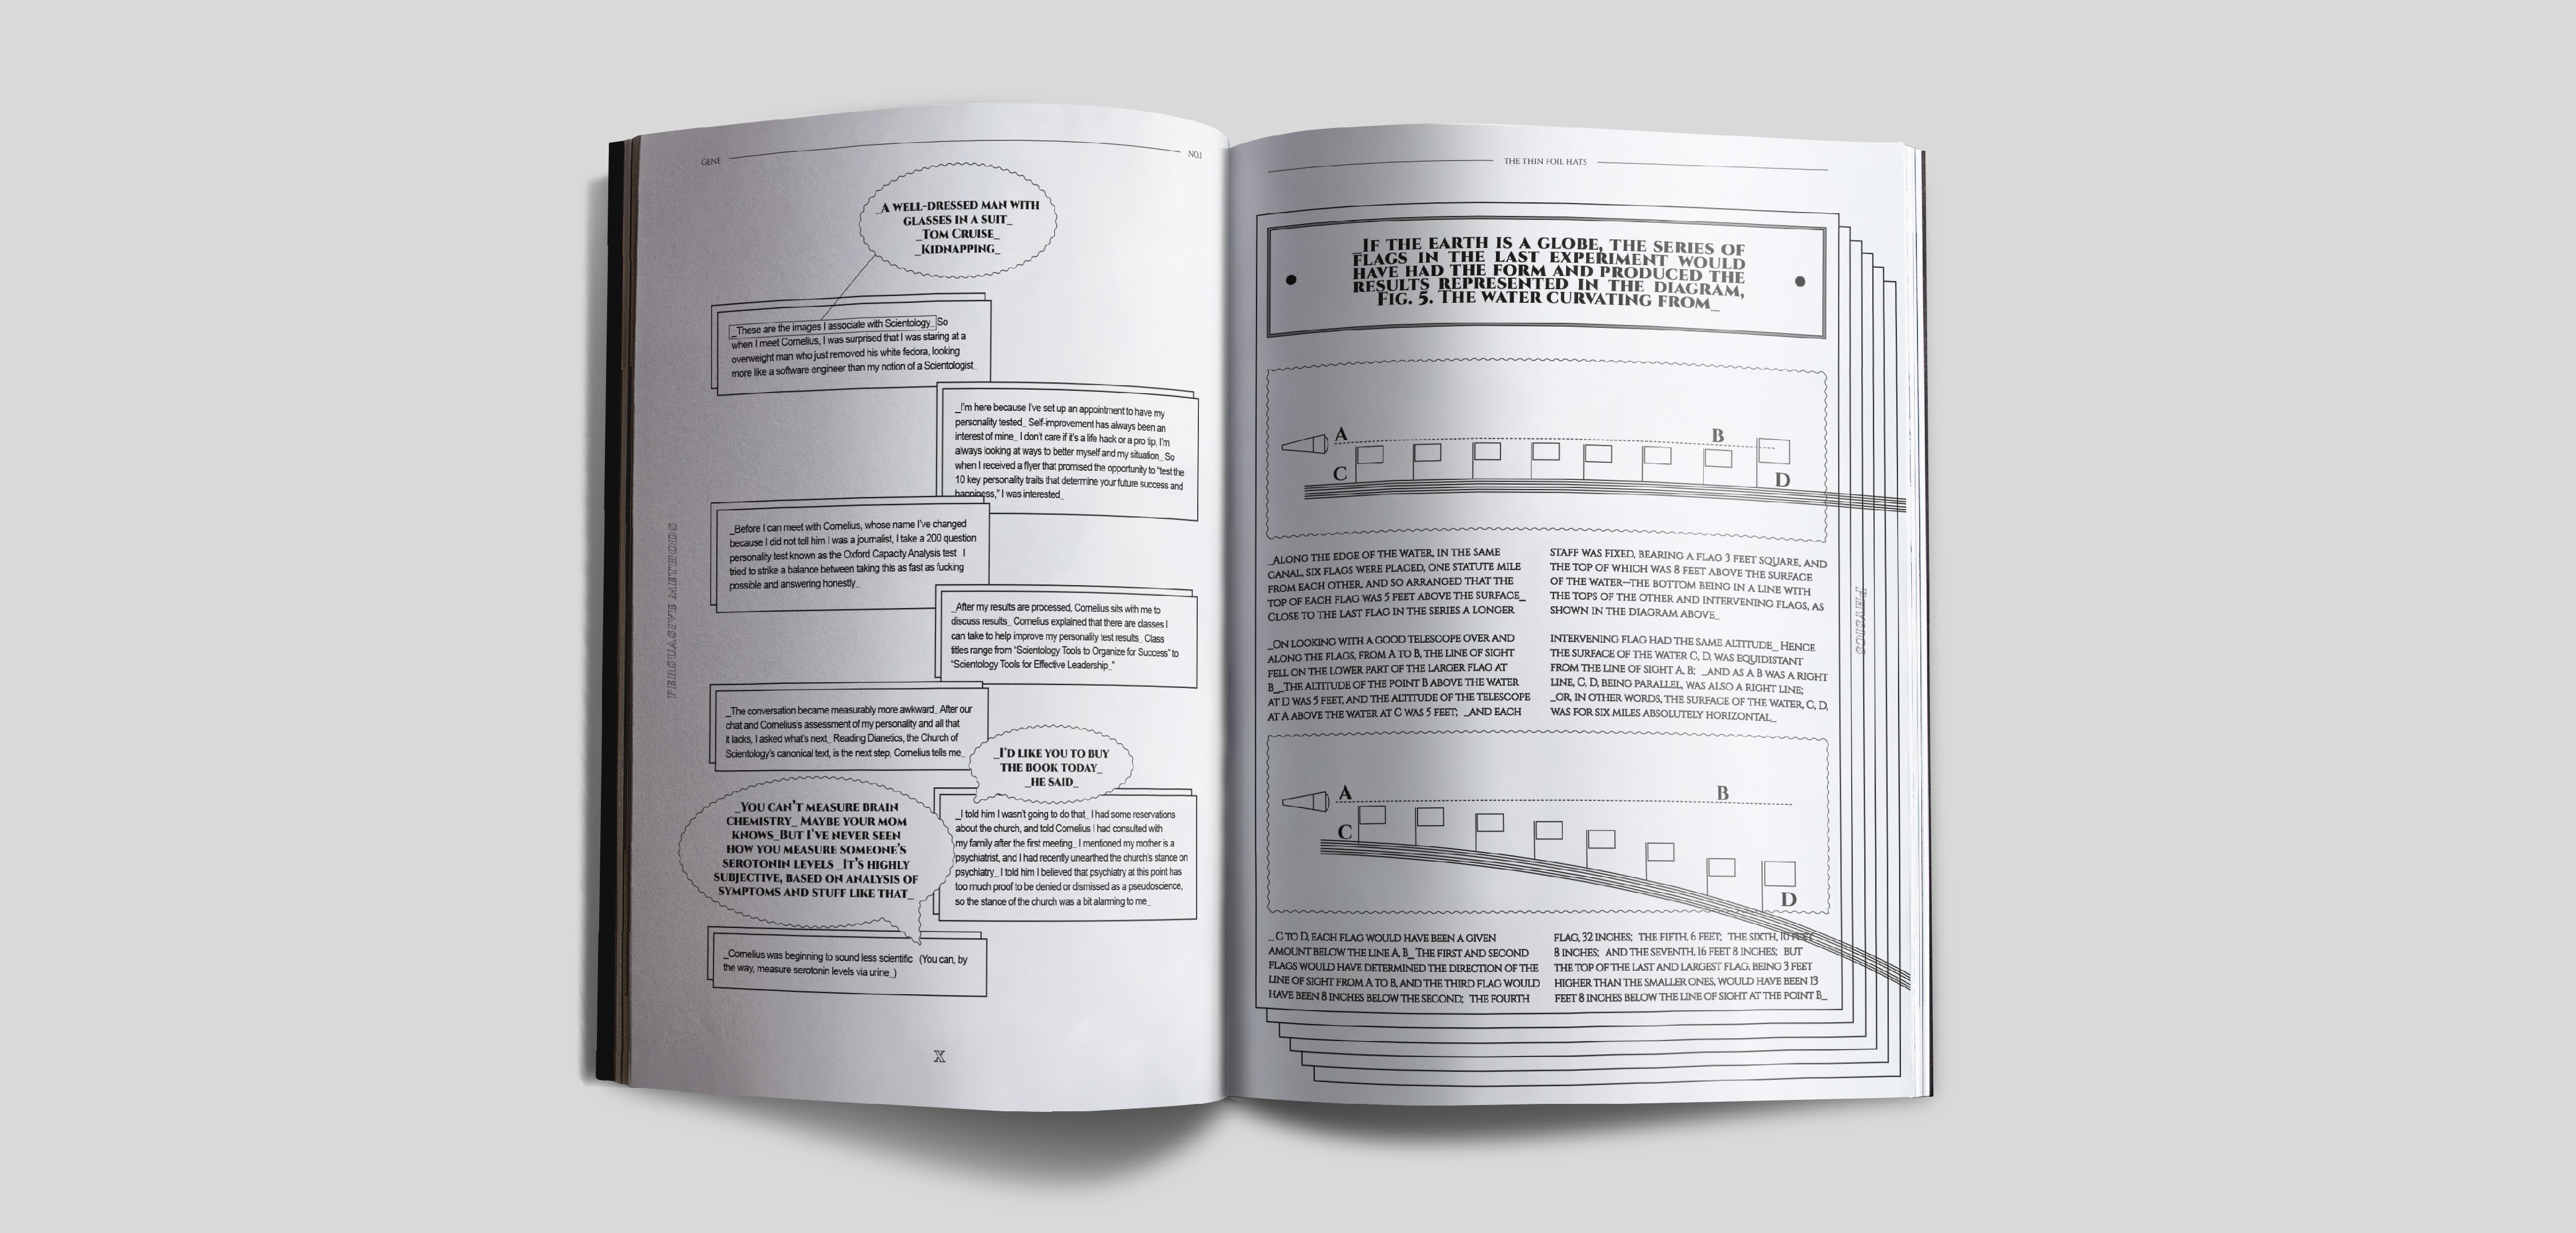 GENE
NO.1
_A WELL-DRESSED MAN WITH
GLASSES IN A SUIT_
_TOM CRUISE_
_KIDNAPPING_
_These are the images I associate with Scientology_ So
when I meet Cornelius, I was surprised that I was staring at a
overweight man who just removed his white fedora, looking
more like a software engineer than my notion of a Scientologist_
_I'm here because I've set up an appointment to have my
personality tested_ Self-improvement has always been an
interest of mine_ I don't care if it's a life hack or a pro tip, I'm
always looking at ways to better myself and my situation_ So
when I received a flyer that promised the opportunity to "test the
10 key personality traits that determine your future success and
happiness," I was interested_
_Before I can meet with Cornelius, whose name I've changed
because I did not tell him I was a journalist, I take a 200 question
personality test known as the Oxford Capacity Analysis test I
tried to strike a balance between taking this as fast as fucking
possible and answering honestly_
_After my results are processed, Cornelius sits with me to
discuss results_ Cornelius explained that there are classes I
can take to help improve my personality test results_ Class
titles range from "Scientology Tools to Organize for Success" to
"Scientology Tools for Effective Leadership_"
_The conversation became measurably more awkward_ After our
chat and Cornelius's assessment of my personality and all that
it lacks, I asked what's next_ Reading Dianetics, the Church of
Scientology's canonical text, is the next step, Cornelius tells me_
_I'D LIKE YOU TO BUY
THE BOOK TODAY_
_HE SAID_
_I told him I wasn't going to do that_ I had some reservations
about the church, and told Cornelius I had consulted with
my family after the first meeting_ I mentioned my mother is a
psychiatrist, and I had recently unearthed the church's stance on
psychiatry_ I told him I believed that psychiatry at this point has
too much proof to be denied or dismissed as a pseudoscience,
so the stance of the church was a bit alarming to me_
_YOU CAN'T MEASURE BRAIN
CHEMISTRY_ MAYBE YOUR MOM
KNOWS_BUT I'VE NEVER SEEN
HOW YOU MEASURE SOMEONE'S
SEROTONIN LEVELS_IT'S HIGHLY
SUBJECTIVE, BASED ON ANALYSIS OF
SYMPTOMS AND STUFF LIKE THAT_
_Cornelius was beginning to sound less scientific (You can, by
the way, measure serotonin levels via urine_)
PERSUASIVE METHODS
X
THE THIN FOIL HATS
_IF THE EARTH IS A GLOBE, THE SERIES OF
FLAGS IN THE LAST EXPERIMENT WOULD
HAVE HAD THE FORM AND PRODUCED THE
RESULTS REPRESENTED IN THE DIAGRAM,
FIG. 5. THE WATER CURVATING FROM_
A
B
C
D
_ALONG THE EDGE OF THE WATER, IN THE SAME
CANAL, SIX FLAGS WERE PLACED, ONE STATUTE MILE
FROM EACH OTHER, AND SO ARRANGED THAT THE
TOP OF EACH FLAG WAS 5 FEET ABOVE THE SURFACE_
CLOSE TO THE LAST FLAG IN THE SERIES A LONGER
STAFF WAS FIXED, BEARING A FLAG 3 FEET SQUARE, AND
THE TOP OF WHICH WAS 8 FEET ABOVE THE SURFACE
OF THE WATER--THE BOTTOM BEING IN A LINE WITH
THE TOPS OF THE OTHER AND INTERVENING FLAGS, AS
SHOWN IN THE DIAGRAM ABOVE_
_ON LOOKING WITH A GOOD TELESCOPE OVER AND
ALONG THE FLAGS, FROM A TO B, THE LINE OF SIGHT
FELL ON THE LOWER PART OF THE LARGER FLAG AT
B_ _THE ALTITUDE OF THE POINT B ABOVE THE WATER
AT D WAS 5 FEET, AND THE ALTITUDE OF THE TELESCOPE
AT A ABOVE THE WATER AT C WAS 5 FEET; _AND EACH
INTERVENING FLAG HAD THE SAME ALTITUDE_ HENCE
THE SURFACE OF THE WATER C, D, WAS EQUIDISTANT
FROM THE LINE OF SIGHT A, B; _AND AS A B WAS A RIGHT
LINE, C, D, BEING PARALLEL, WAS ALSO A RIGHT LINE;
_OR, IN OTHER WORDS, THE SURFACE OF THE WATER, C, D,
WAS FOR SIX MILES ABSOLUTELY HORIZONTAL_
PHYSICS
A
B
C
D
_C TO D, EACH FLAG WOULD HAVE BEEN A GIVEN
AMOUNT BELOW THE LINE A, B_ THE FIRST AND SECOND
FLAGS WOULD HAVE DETERMINED THE DIRECTION OF THE
LINE OF SIGHT FROM A TO B, AND THE THIRD FLAG WOULD
HAVE BEEN 8 INCHES BELOW THE SECOND; THE FOURTH
FLAG, 32 INCHES; THE FIFTH, 6 FEET; THE SIXTH, 10 FEET
8 INCHES; AND THE SEVENTH, 16 FEET 8 INCHES; BUT
THE TOP OF THE LAST AND LARGEST FLAG, BEING 3 FEET
HIGHER THAN THE SMALLER ONES, WOULD HAVE BEEN 13
FEET 8 INCHES BELOW THE LINE OF SIGHT AT THE POINT B_